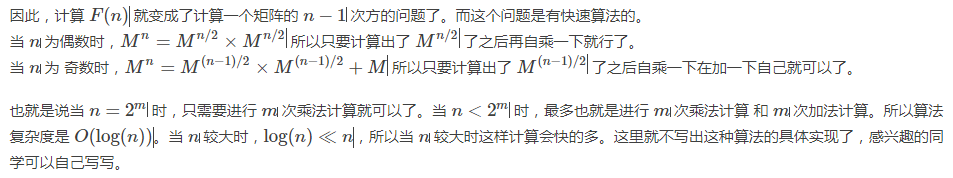 因此，计算 F(n) 就变成了计算一个矩阵的 n − 1 次方的问题了。而这个问题是有快速算法的。
当 n 为偶数时，M^{n} = M^{n/2} × M^{n/2} 所以只要计算出了 M^{n/2} 了之后再自乘一下就行了。
当 n 为 奇数时，M^{n} = M^{(n−1)/2} × M^{(n−1)/2} + M 所以只要计算出了 M^{(n−1)/2} 了之后自乘一下在加一下自己就可以了。
也就是说当 n = 2^{m} 时，只需要进行 m 次乘法计算就可以了。当 n < 2^{m} 时，最多也就是进行 m 次乘法计算 和 m 次加法计算。所以算法
复杂度是 O(log(n))。当 n 较大时，log(n) ≪ n，所以当 n 较大时这样计算会快的多。这里就不写出这种算法的具体实现了，感兴趣的同
学可以自己写写。